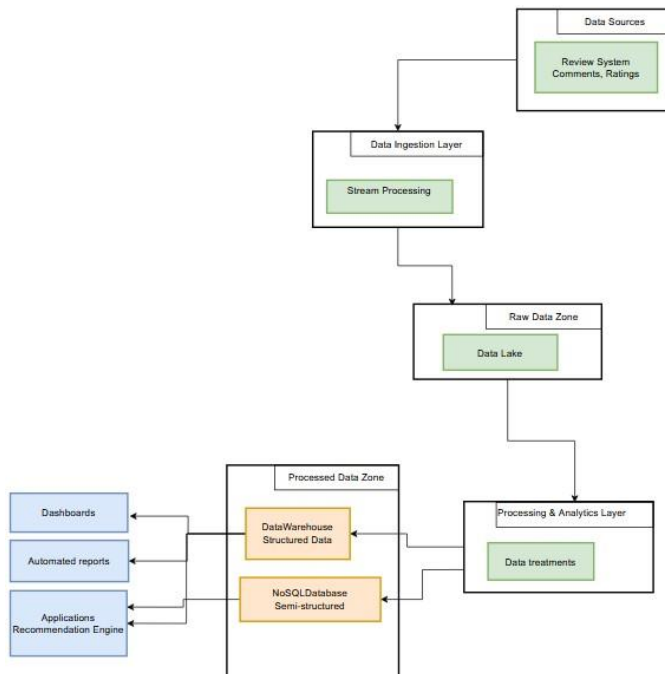 Data Sources
Review System
Comments, Ratings
Data Ingestion Layer
Stream Processing
Raw Data Zone
Data Lake
Processed Data Zone
Processing & Analytics Layer
Dashboards
DataWarehouse
Structured Data
Automated reports
Data treatments
NoSQLDatabase
Semi-structured
Applications
Recommendation Engine